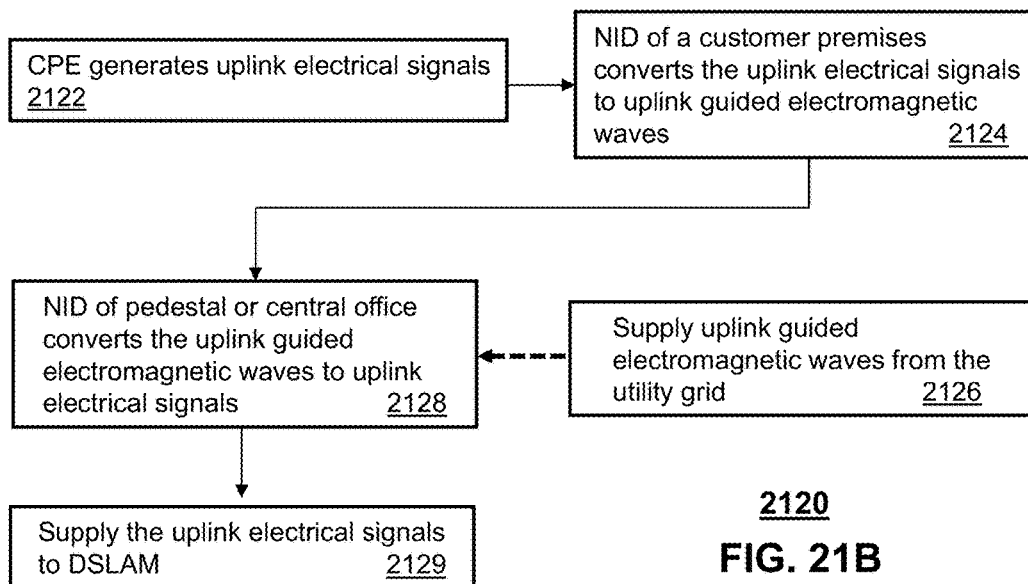 CPE generates uplink electrical signals
2122
NID of a customer premises
converts the uplink electrical signals
to uplink guided electromagnetic
waves 2124
NID of pedestal or central office
converts the uplink guided
electromagnetic waves to uplink
electrical signals 2128
Supply uplink guided
electromagnetic waves from the
utility grid 2126
Supply the uplink electrical signals
to DSLAM 2129
2120
FIG. 21B